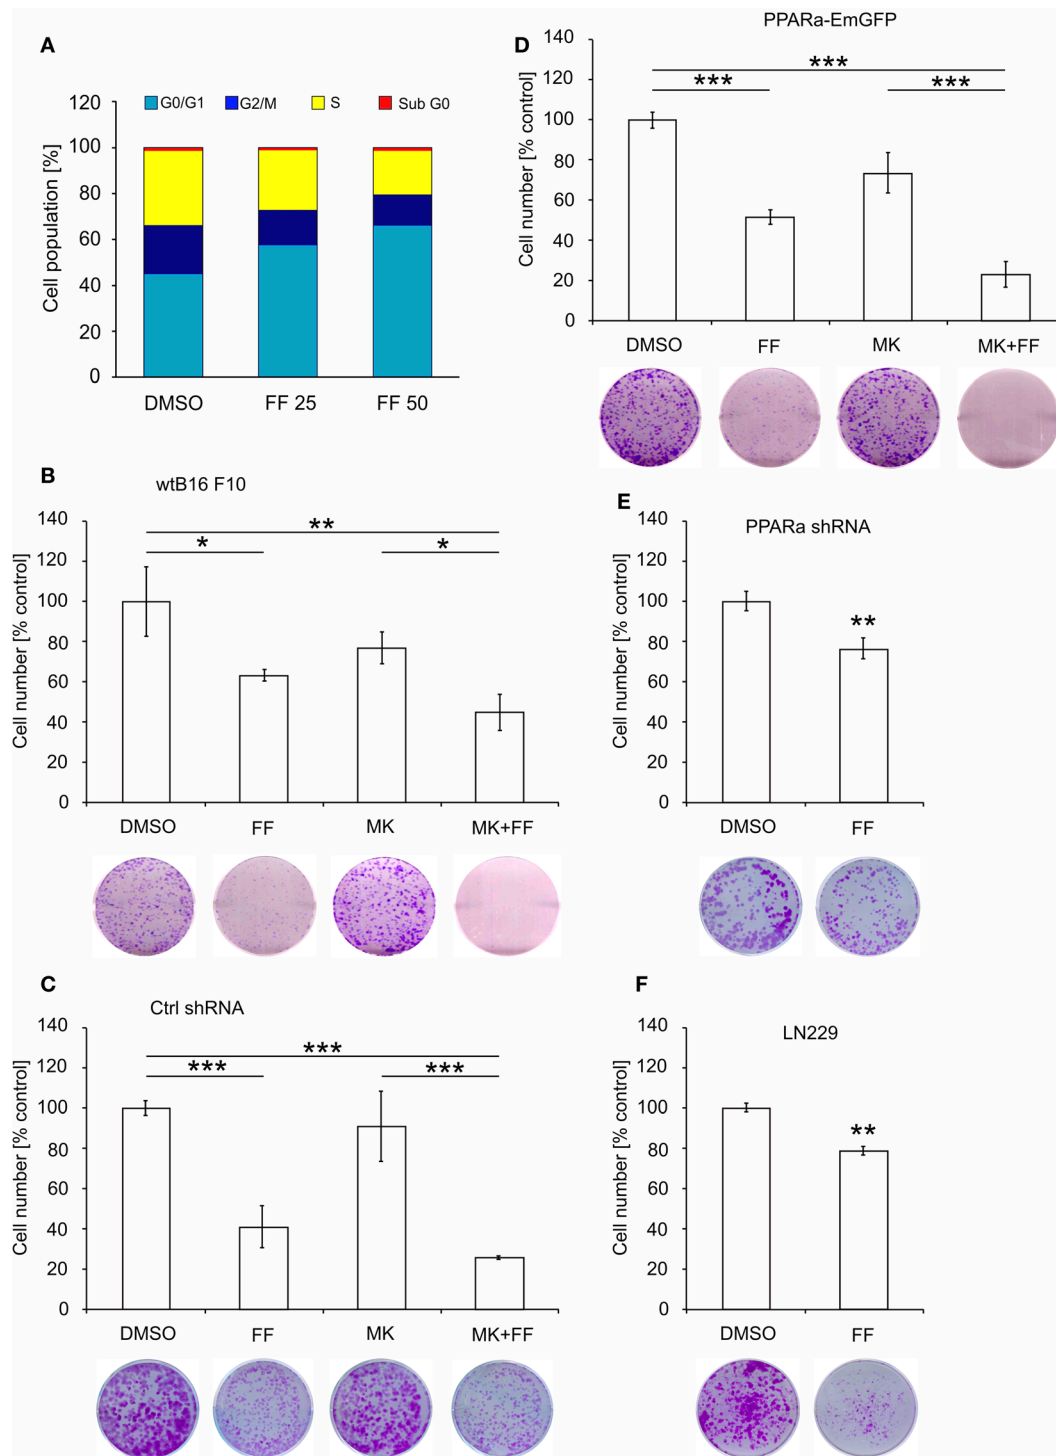 A
G0/G1 G2/M S Sub G0
Cell population [%]
120
100
80
60
40
20
0
DMSO FF 25 FF 50
B
wtB16 F10
Cell number [% control]
140
120
100
80
60
40
20
0
**
* *
DMSO FF MK MK+FF
C
Ctrl shRNA
Cell number [% control]
140
120
100
80
60
40
20
0
***
*** ***
DMSO FF MK MK+FF
D
PPARa-EmGFP
Cell number [% control]
140
120
100
80
60
40
20
0
***
*** ***
DMSO FF MK MK+FF
E
PPARa shRNA
Cell number [% control]
140
120
100
80
60
40
20
0
**
DMSO FF
F
LN229
Cell number [% control]
140
120
100
80
60
40
20
0
**
DMSO FF